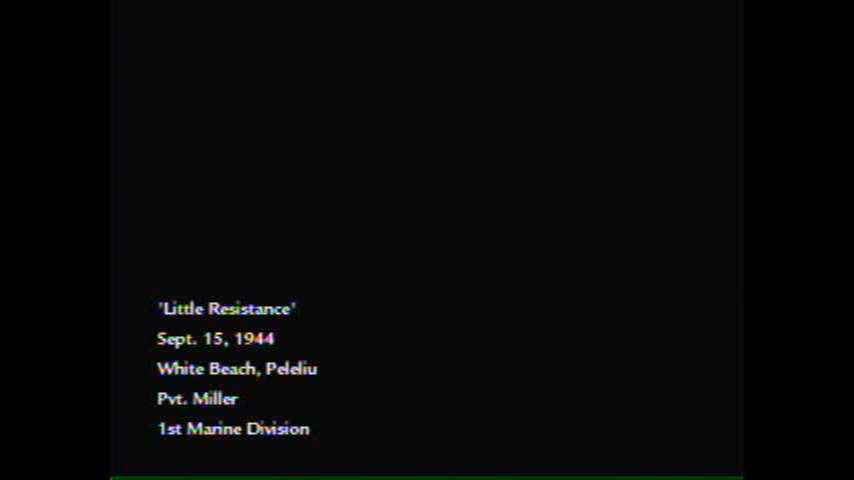 'Little Resistance'
Sept. 15, 1944
White Beach, Peleliu
Pvt. Miller
1st Marine Division